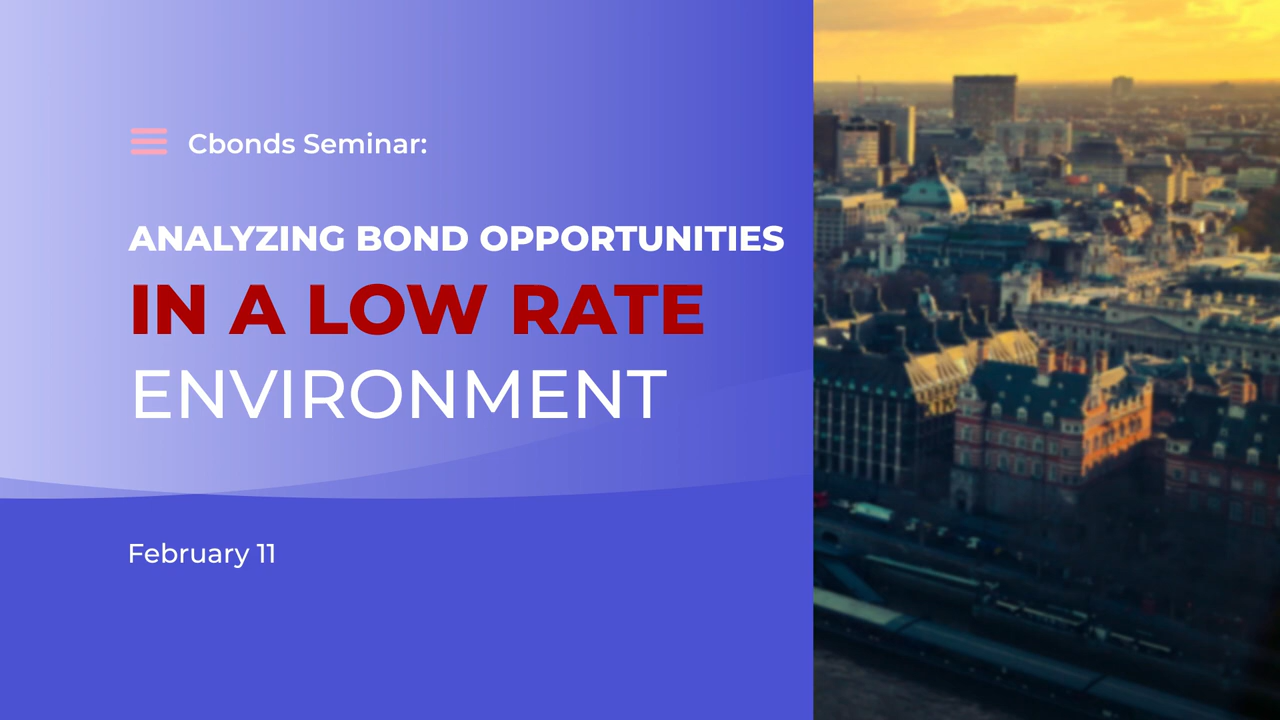 Cbonds Seminar:
ANALYZING BOND OPPORTUNITIES
IN A LOW RATE
ENVIRONMENT
February 11